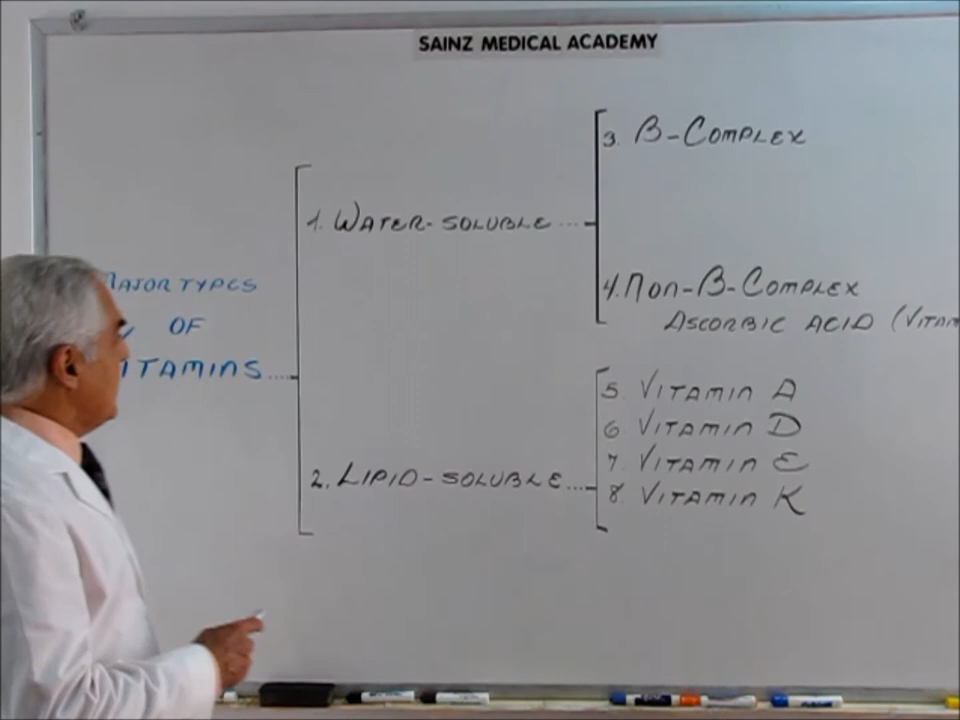 SAINZ MEDICAL ACADEMY
MAJOR TYPES
OF
VITAMINS
1. WATER-SOLUBLE
3. B-COMPLEX
4. NON-B-COMPLEX
ASCORBIC ACID (VITAM
2. LIPID-SOLUBLE
5. VITAMIN A
6 VITAMIN D
7. VITAMIN E
8. VITAMIN K